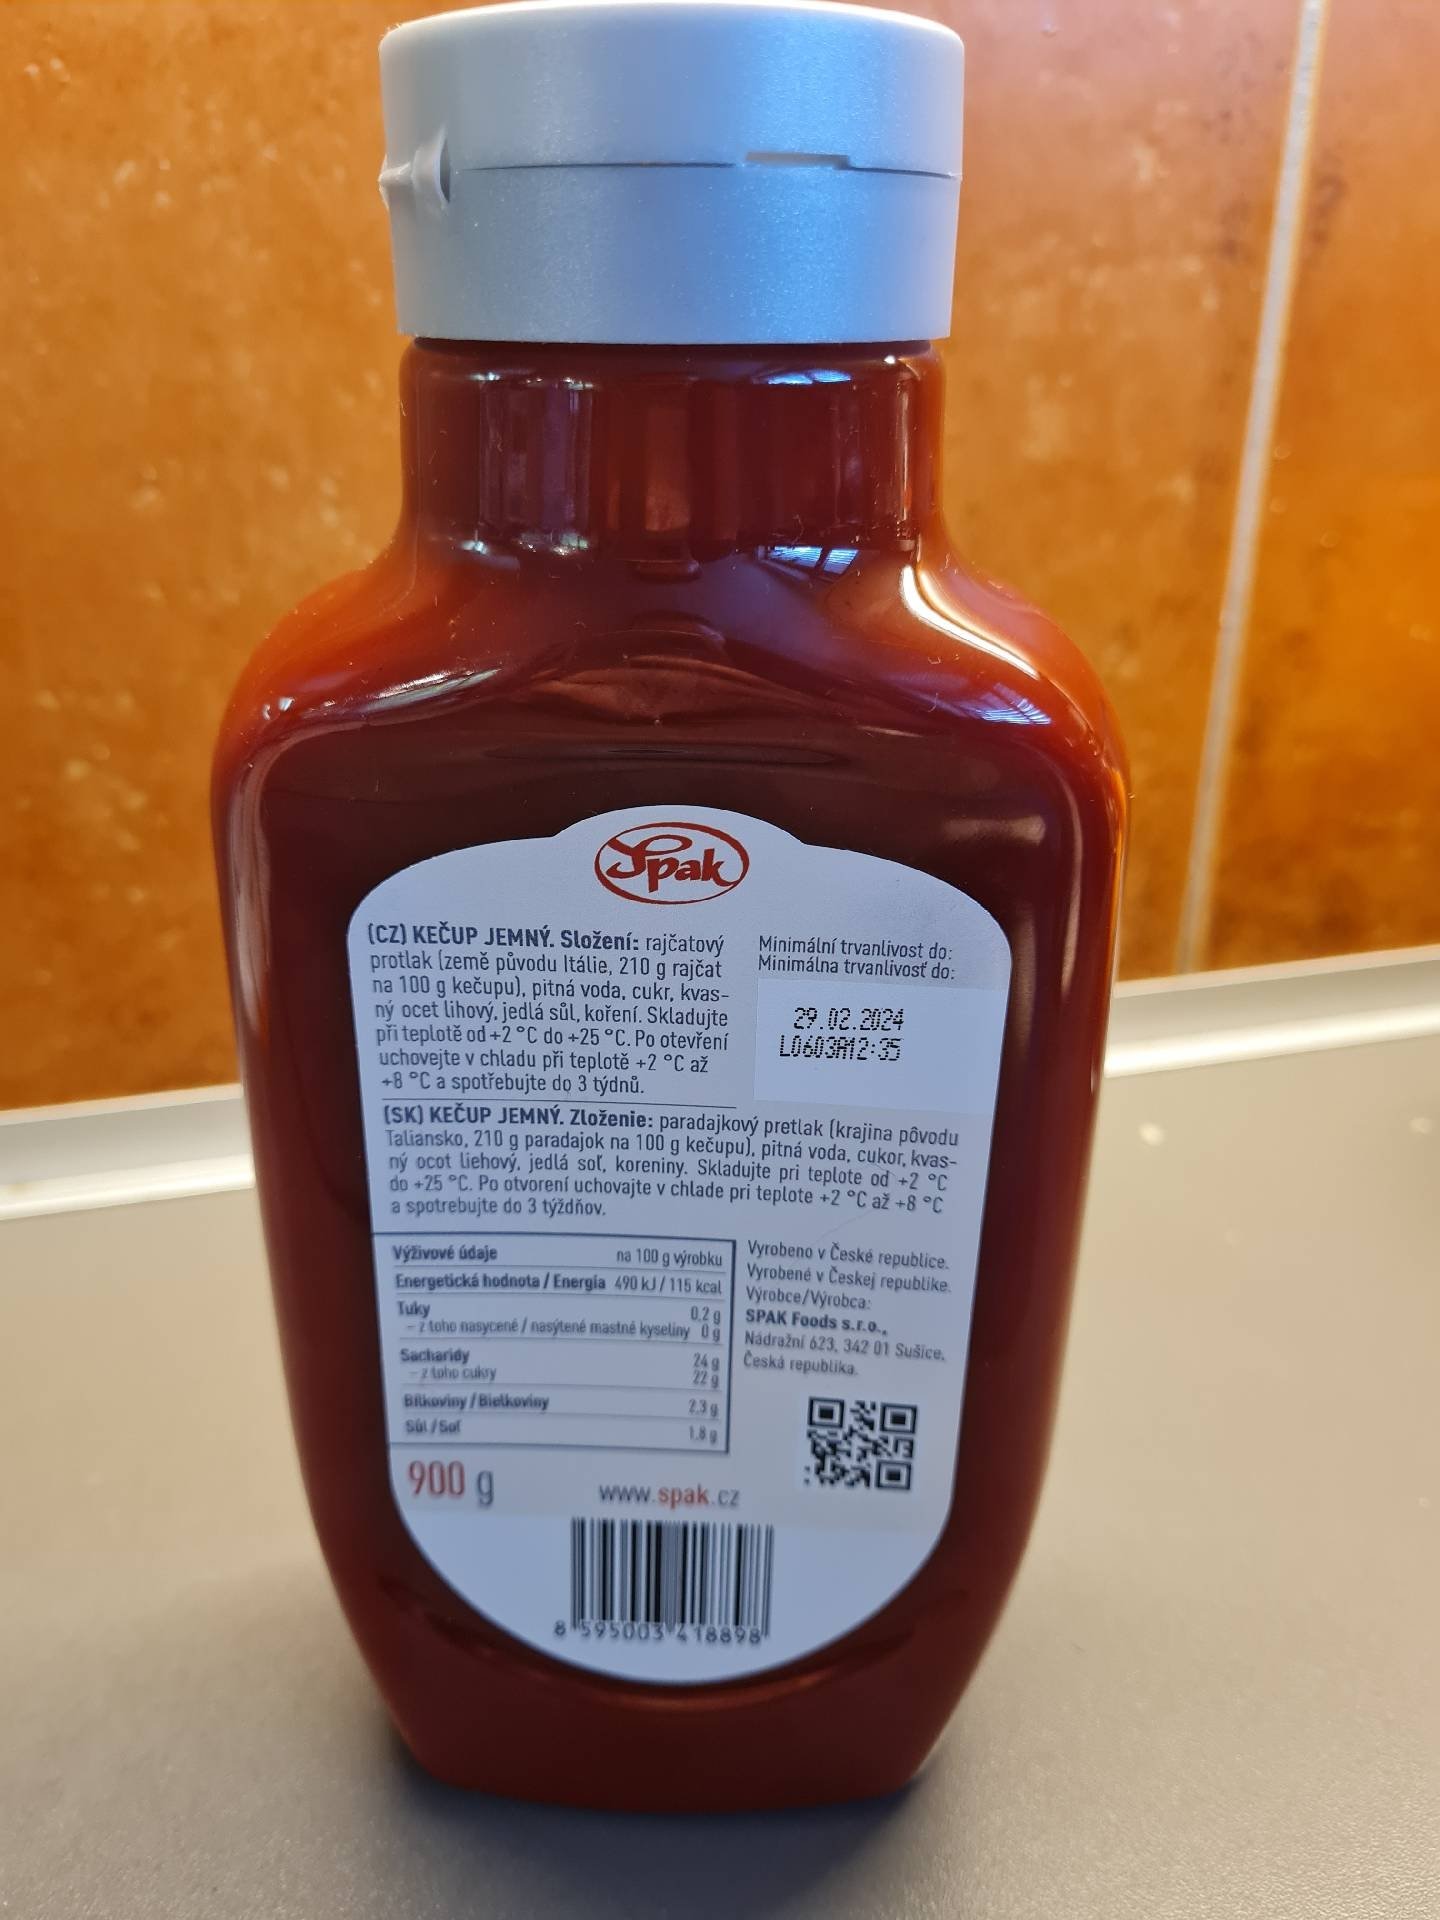 Spak
(CZ) KEČUP JEMNÝ. Složení: rajčatový
protlak (země původu Itálie, 210 g rajčat
na 100 g kečupu), pitná voda, cukr, kvas-
ný ocet lihový, jedlá sůl, koření. Skladujte
při teplotě od +2 °C do +25 °C. Po otevření
uchovejte v chladu při teplotě +2 °C až
+8 °C a spotřebujte do 3 týdnů.
Minimální trvanlivost do:
Minimálna trvanlivosť do:
29.02.2024
L0603A12:35
(SK) KEČUP JEMNÝ. Zloženie: paradajkový pretlak (krajina pôvodu
Taliansko, 210 g paradajok na 100 g kečupu), pitná voda, cukor, kvas-
ný ocot liehový, jedlá soľ, koreniny. Skladujte pri teplote od +2 °C
do +25 °C. Po otvorení uchovajte v chlade pri teplote +2 °C až +8 °C
a spotrebujte do 3 týždňov.
Výživové údaje na 100 g výrobku
Energetická hodnota / Energia 490 kJ / 115 kcal
Tuky 0,2 g
– z toho nasycené / nasýtené mastné kyseliny 0 g
Sacharidy 24 g
– z toho cukry 22 g
Bílkoviny / Bielkoviny 2,3 g
Sůl / Soľ 1,8 g
Vyrobeno v České republice.
Vyrobené v Českej republike.
Výrobce/Výrobca:
SPAK Foods s.r.o.,
Nádražní 623, 342 01 Sušice,
Česká republika.
900 g
www.spak.cz
8 595003 418898